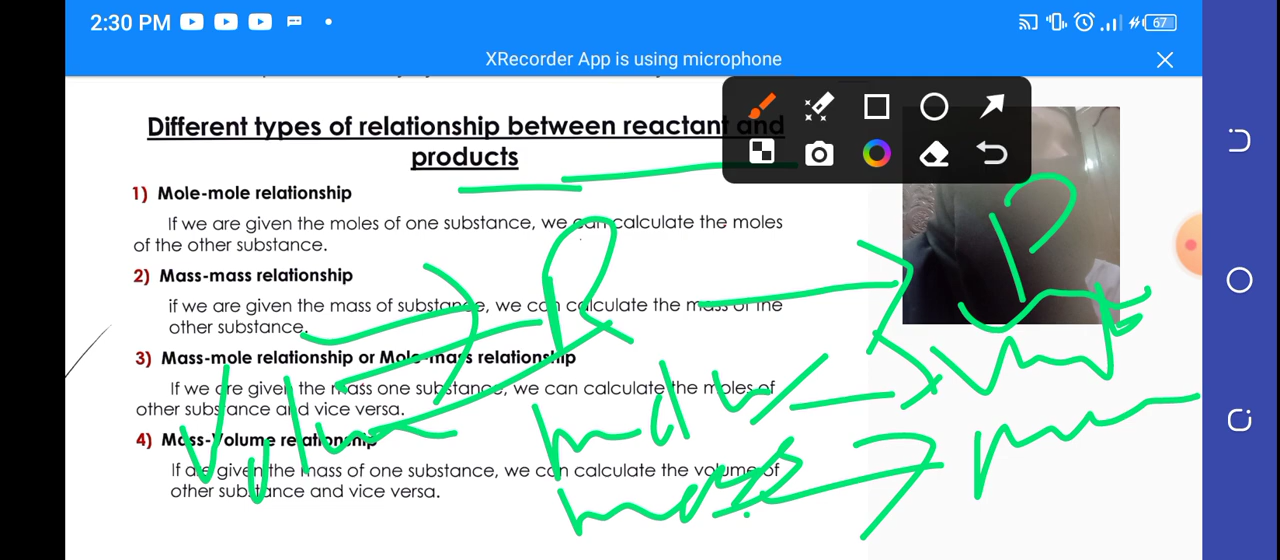 2:30 PM
67
XRecorder App is using microphone
Different types of relationship between reactant and
products
1) Mole-mole relationship
If we are given the moles of one substance, we can calculate the moles
of the other substance.
2) Mass-mass relationship
if we are given the mass of substance, we can calculate the mass of the
other substance.
3) Mass-mole relationship or Mole-mass relationship
If we are given the mass one substance, we can calculate the moles of
other substance and vice versa.
4) Mass-Volume relationship
If are given the mass of one substance, we can calculate the volume of
other substance and vice versa.
R
P
mass